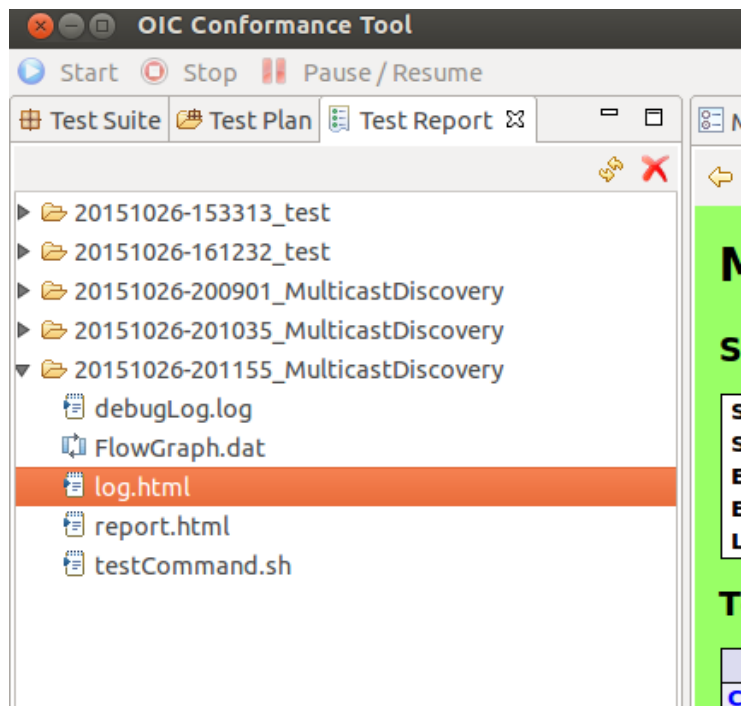 OIC Conformance Tool
Start Stop Pause / Resume
Test Suite Test Plan Test Report
20151026-153313_test
20151026-161232_test
20151026-200901_MulticastDiscovery
20151026-201035_MulticastDiscovery
20151026-201155_MulticastDiscovery
debugLog.log
FlowGraph.dat
log.html
report.html
testCommand.sh